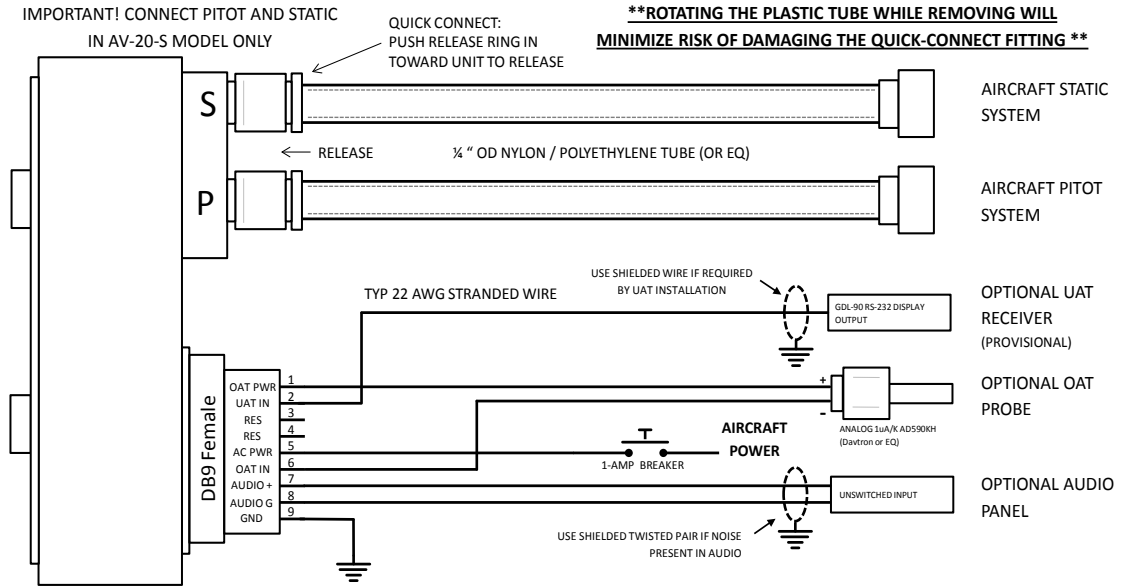 IMPORTANT! CONNECT PITOT AND STATIC
IN AV-20-S MODEL ONLY
QUICK CONNECT:
PUSH RELEASE RING IN
TOWARD UNIT TO RELEASE
**ROTATING THE PLASTIC TUBE WHILE REMOVING WILL
MINIMIZE RISK OF DAMAGING THE QUICK-CONNECT FITTING **
S
AIRCRAFT STATIC
SYSTEM
RELEASE
¼ “ OD NYLON / POLYETHYLENE TUBE (OR EQ)
P
AIRCRAFT PITOT
SYSTEM
TYP 22 AWG STRANDED WIRE
USE SHIELDED WIRE IF REQUIRED
BY UAT INSTALLATION
GDL-90 RS-232 DISPLAY
OUTPUT
OPTIONAL UAT
RECEIVER
(PROVISIONAL)
DB9 Female
OAT PWR 1
UAT IN 2
RES 3
RES 4
AC PWR 5
OAT IN 6
AUDIO + 7
AUDIO G 8
GND 9
+
-
ANALOG 1uA/K AD590KH
(Davtron or EQ)
OPTIONAL OAT
PROBE
1-AMP BREAKER
AIRCRAFT
POWER
UNSWITCHED INPUT
OPTIONAL AUDIO
PANEL
USE SHIELDED TWISTED PAIR IF NOISE
PRESENT IN AUDIO